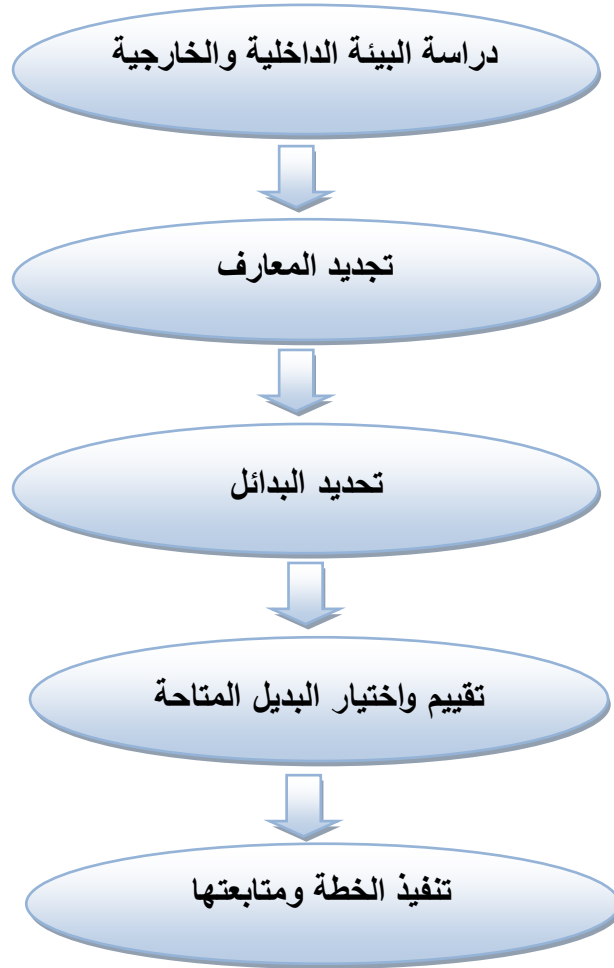 دراسة البيئة الداخلية والخارجية
تجديد المعارف
تحديد البدائل
تقييم واختيار البديل المتاحة
تنفيذ الخطة ومتابعتها